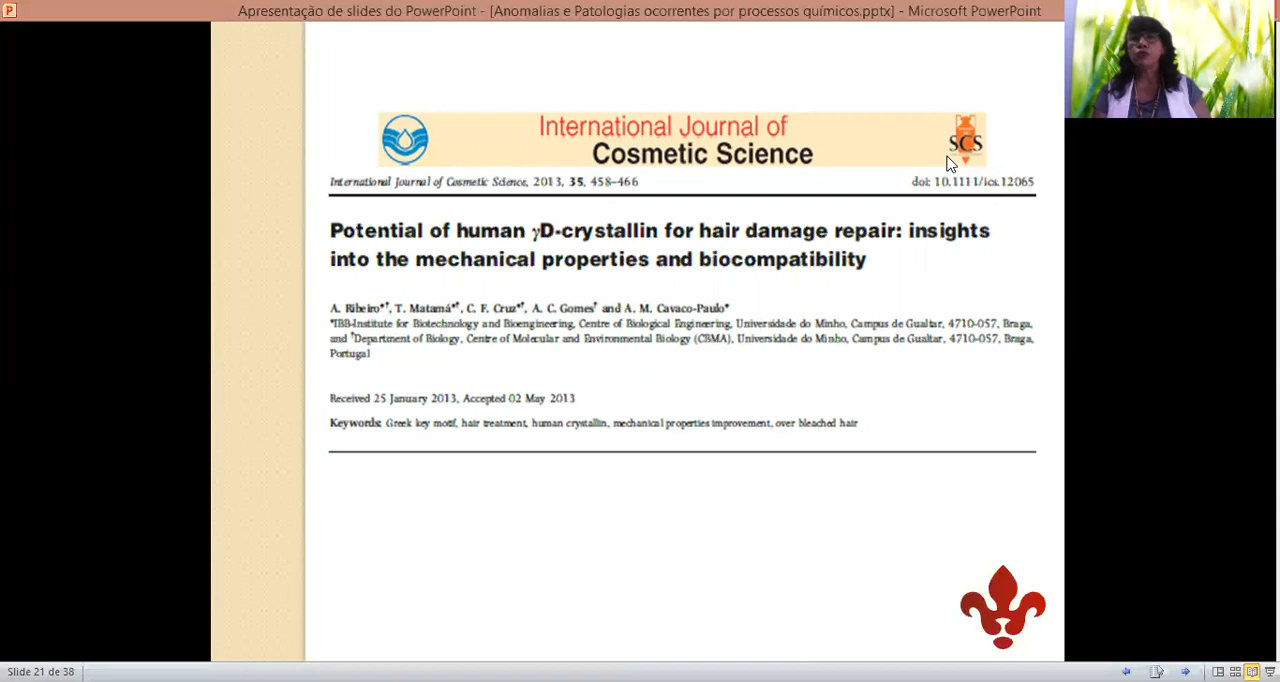 Apresentação de slides do PowerPoint - [Anomalias e Patologias ocorrentes por processos químicos.pptx] - Microsoft PowerPoint
International Journal of
Cosmetic Science
SCS
International Journal of Cosmetic Science, 2013, 35, 458–466
doi: 10.1111/ics.12065
Potential of human γD-crystallin for hair damage repair: insights
into the mechanical properties and biocompatibility
A. Ribeiro*†, T. Matamá*†, C. F. Cruz*†, A. C. Gomes† and A. M. Cavaco-Paulo*
*IBB-Institute for Biotechnology and Bioengineering, Centre of Biological Engineering, Universidade do Minho, Campus de Gualtar, 4710-057, Braga,
and †Department of Biology, Centre of Molecular and Environmental Biology (CBMA), Universidade do Minho, Campus de Gualtar, 4710-057, Braga,
Portugal
Received 25 January 2013, Accepted 02 May 2013
Keywords: Greek key motif, hair treatment, human crystallin, mechanical properties improvement, over bleached hair
Slide 21 de 38